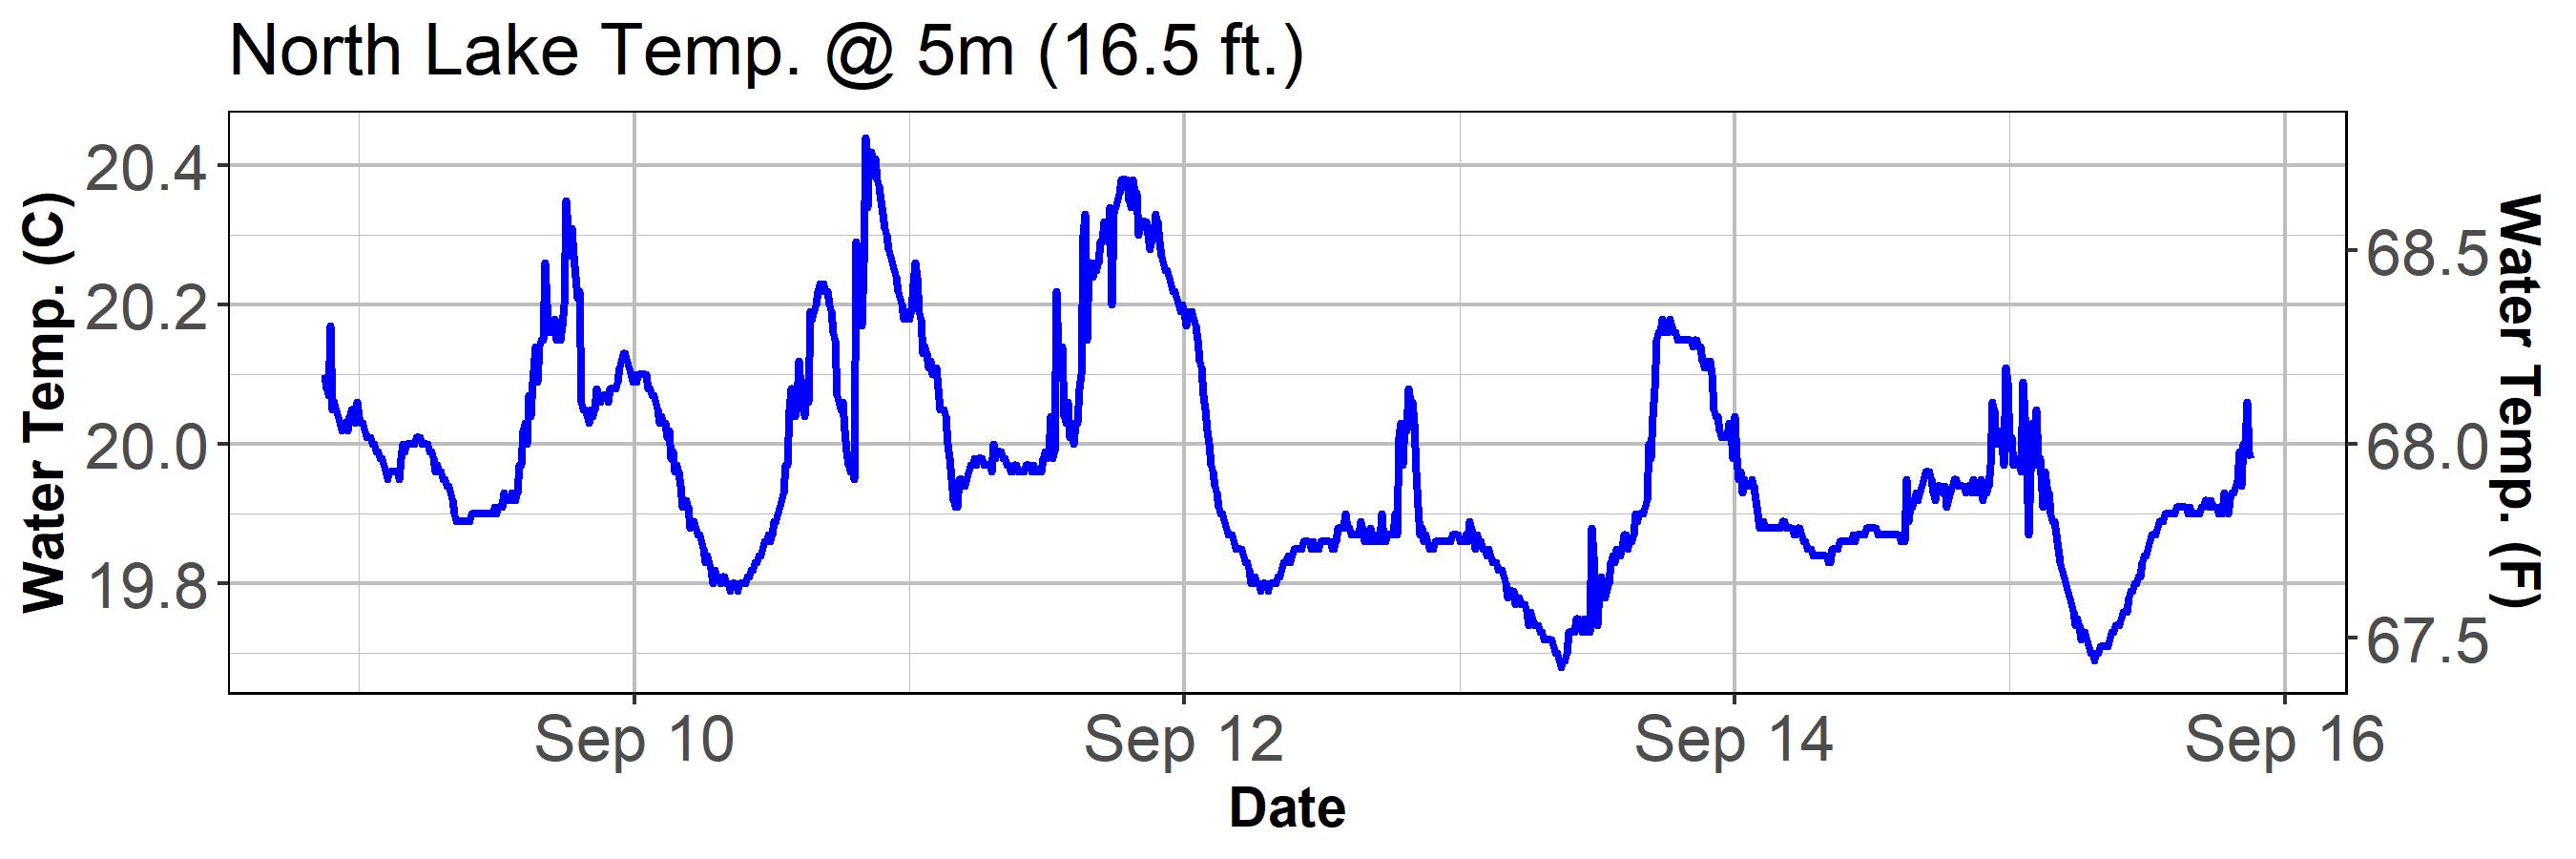 North Lake Temp. @ 5m (16.5 ft.)
Water Temp. (C)
20.4
20.2
20.0
19.8
68.5
68.0
67.5
Water Temp. (F)
Sep 10
Sep 12
Sep 14
Sep 16
Date